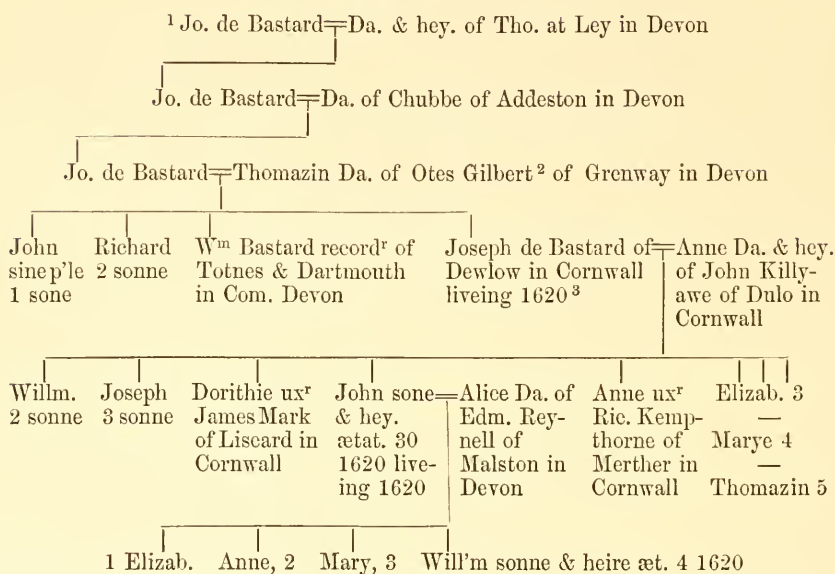 ¹ Jo. de Bastard=Da. & hey. of Tho. at Ley in Devon
Jo. de Bastard=Da. of Chubbe of Addeston in Devon
Jo. de Bastard=Thomazin Da. of Otes Gilbert ² of Grenway in Devon
John
sine p'le
1 sone
Richard
2 sonne
Wᵐ Bastard recordʳ of
Totnes & Dartmouth
in Com. Devon
Joseph de Bastard of=Anne Da. & hey.
Dewlow in Cornwall
liveing 1620 ³
of John Killy-
awe of Dulo in
Cornwall
Willm.
2 sonne
Joseph
3 sonne
Dorithie uxʳ
James Mark
of Liscard in
Cornwall
John sone=Alice Da. of
& hey.
ætat. 30
1620 live-
ing 1620
Edm. Rey-
nell of
Malston in
Devon
Anne uxʳ
Ric. Kemp-
thorne of
Merther in
Cornwall
Elizab. 3
—
Marye 4
—
Thomazin 5
1 Elizab. Anne, 2 Mary, 3 Will'm sonne & heire æt. 4 1620